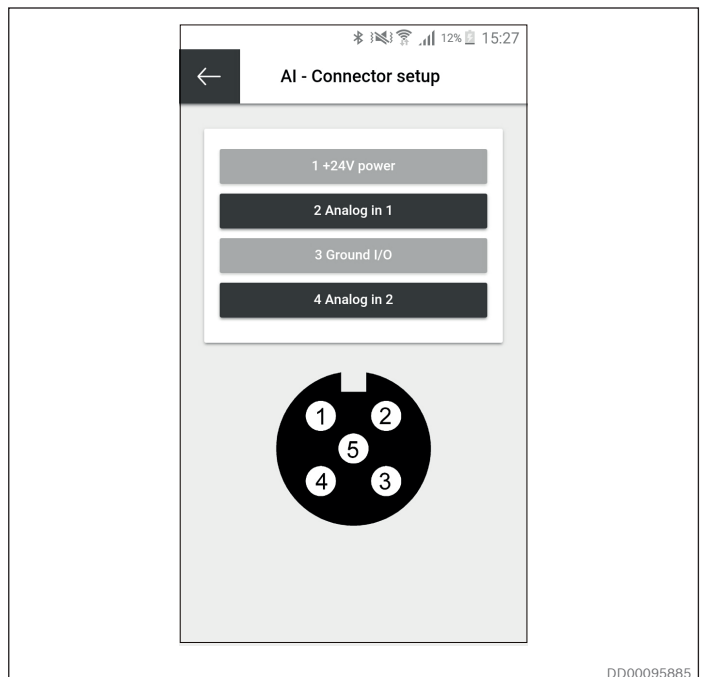 12% 15:27
AI - Connector setup
1 +24V power
2 Analog in 1
3 Ground I/O
4 Analog in 2
1 2
5
4 3
DD00095885